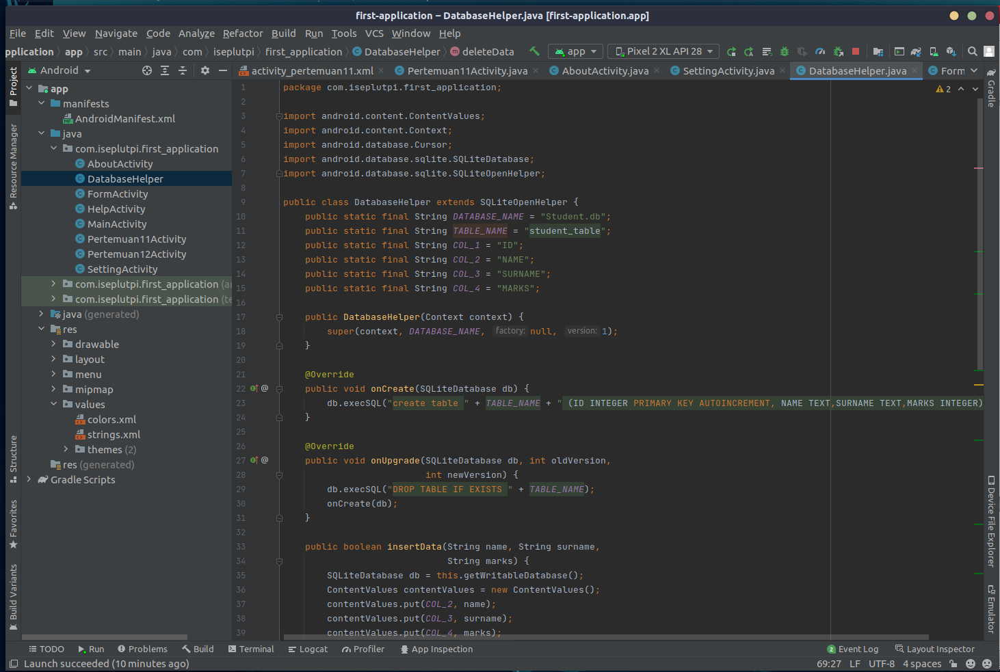 first-application – DatabaseHelper.java [first-application.app]
File Edit View Navigate Code Analyze Refactor Build Run Tools VCS Window Help
pplication app src main java com iseplutpi first_application DatabaseHelper deleteData app Pixel 2 XL API 28
Android
activity_pertemuan11.xml Pertemuan11Activity.java AboutActivity.java SettingActivity.java DatabaseHelper.java Form
Project
Resource Manager
Structure
Favorites
Build Variants
app
manifests
AndroidManifest.xml
java
com.iseplutpi.first_application
AboutActivity
DatabaseHelper
FormActivity
HelpActivity
MainActivity
Pertemuan11Activity
Pertemuan12Activity
SettingActivity
com.iseplutpi.first_application (a
com.iseplutpi.first_application (te
java (generated)
res
drawable
layout
menu
mipmap
values
colors.xml
strings.xml
themes (2)
res (generated)
Gradle Scripts
2
1 package com.iseplutpi.first_application;
2
3 import android.content.ContentValues;
4 import android.content.Context;
5 import android.database.Cursor;
6 import android.database.sqlite.SQLiteDatabase;
7 import android.database.sqlite.SQLiteOpenHelper;
8
9 public class DatabaseHelper extends SQLiteOpenHelper {
10 public static final String DATABASE_NAME = "Student.db";
11 public static final String TABLE_NAME = "student_table";
12 public static final String COL_1 = "ID";
13 public static final String COL_2 = "NAME";
14 public static final String COL_3 = "SURNAME";
15 public static final String COL_4 = "MARKS";
16
17 public DatabaseHelper(Context context) {
18 super(context, DATABASE_NAME, factory: null, version: 1);
19 }
20
21 @Override
22 @ public void onCreate(SQLiteDatabase db) {
23 db.execSQL("create table " + TABLE_NAME + " (ID INTEGER PRIMARY KEY AUTOINCREMENT, NAME TEXT,SURNAME TEXT,MARKS INTEGER)
24 }
25
26 @Override
27 @ public void onUpgrade(SQLiteDatabase db, int oldVersion,
28 int newVersion) {
29 db.execSQL("DROP TABLE IF EXISTS " + TABLE_NAME);
30 onCreate(db);
31 }
32
33 public boolean insertData(String name, String surname,
34 String marks) {
35 SQLiteDatabase db = this.getWritableDatabase();
36 ContentValues contentValues = new ContentValues();
37 contentValues.put(COL_2, name);
38 contentValues.put(COL_3, surname);
39 contentValues.put(COL_4, marks);
Gradle
Device File Explorer
Emulator
TODO Run Problems Build Terminal Logcat Profiler App Inspection 2 Event Log Layout Inspector
Launch succeeded (10 minutes ago) 69:27 LF UTF-8 4 spaces